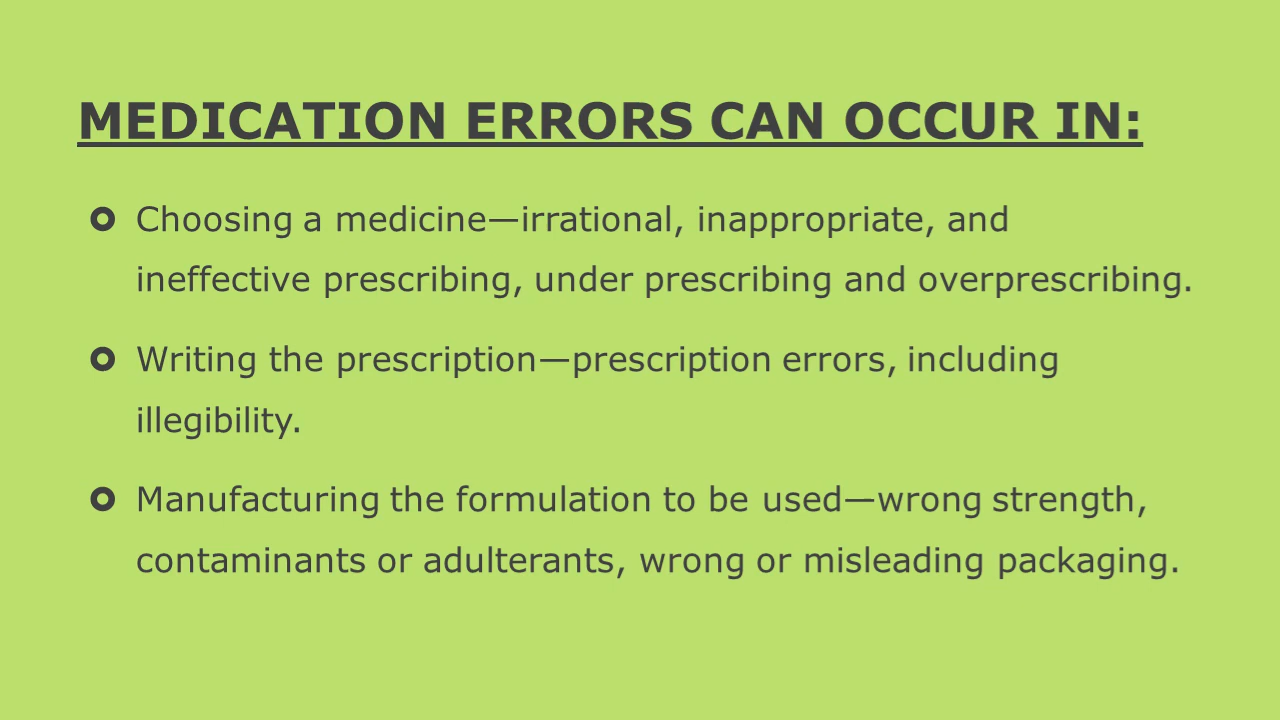 MEDICATION ERRORS CAN OCCUR IN:
Choosing a medicine—irrational, inappropriate, and
ineffective prescribing, under prescribing and overprescribing.
Writing the prescription—prescription errors, including
illegibility.
Manufacturing the formulation to be used—wrong strength,
contaminants or adulterants, wrong or misleading packaging.